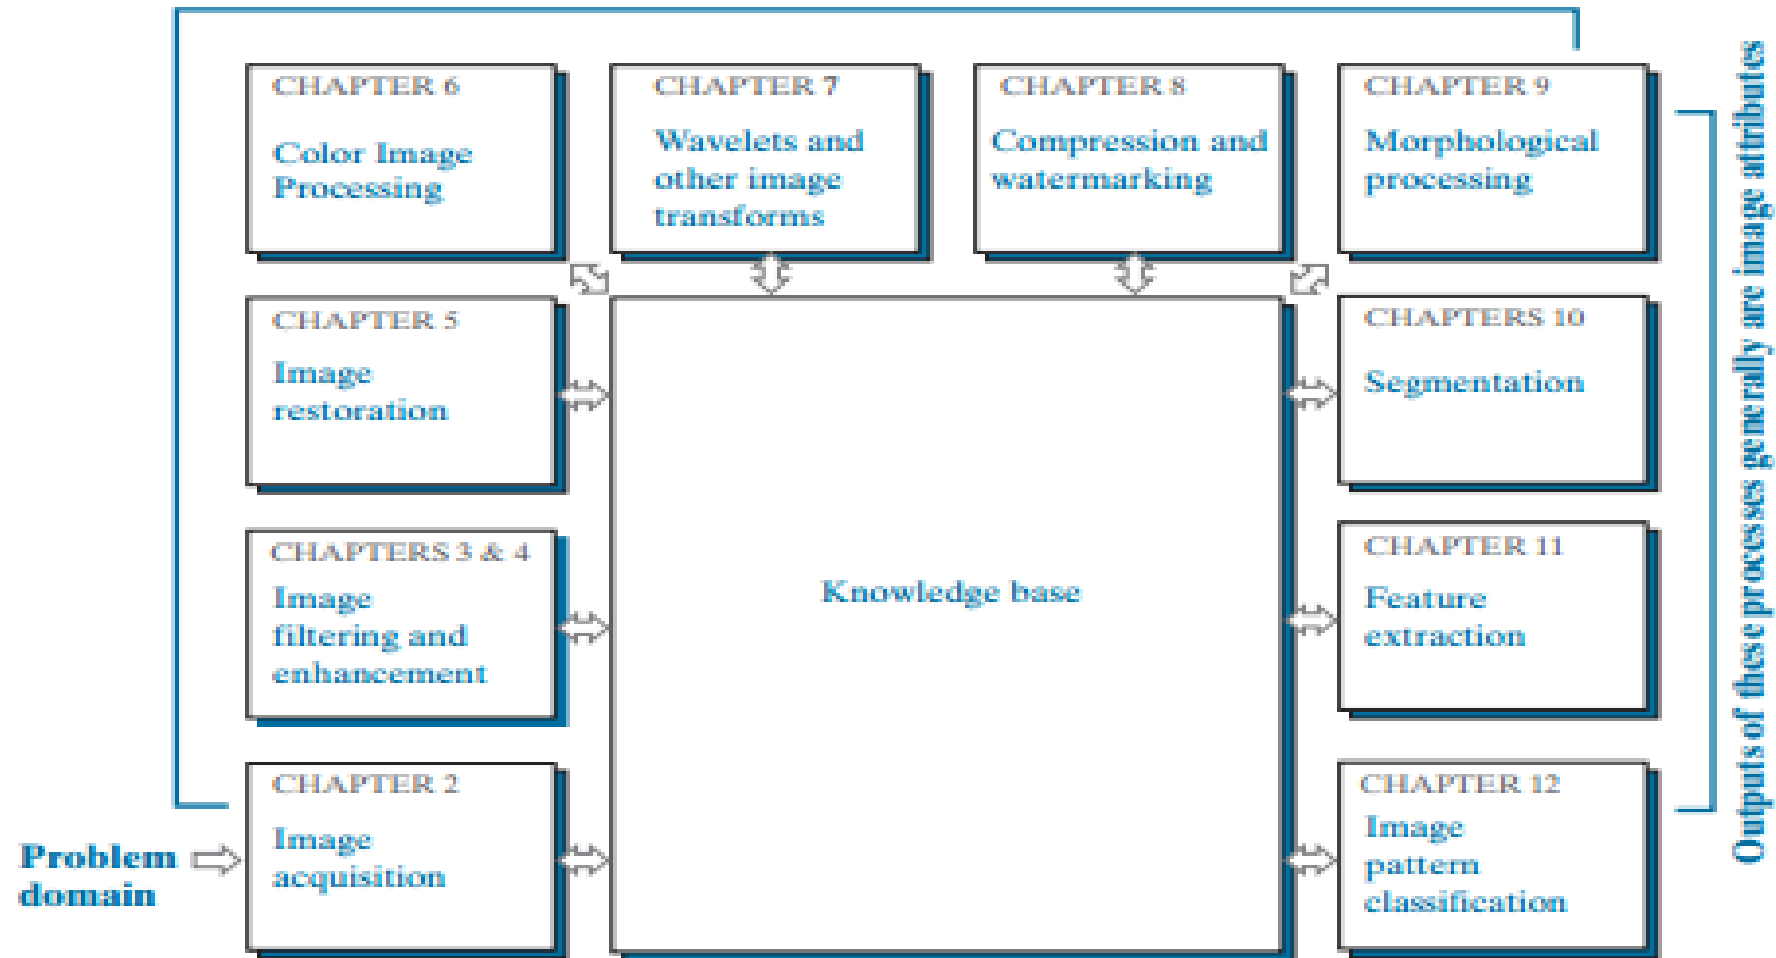 CHAPTER 6
Color Image
Processing
CHAPTER 7
Wavelets and
other image
transforms
CHAPTER 8
Compression and
watermarking
CHAPTER 9
Morphological
processing
CHAPTER 5
Image
restoration
CHAPTERS 10
Segmentation
CHAPTERS 3 & 4
Image
filtering and
enhancement
Knowledge base
CHAPTER 11
Feature
extraction
CHAPTER 2
Image
acquisition
CHAPTER 12
Image
pattern
classification
Problem
domain
Outputs of these processes generally are image attributes